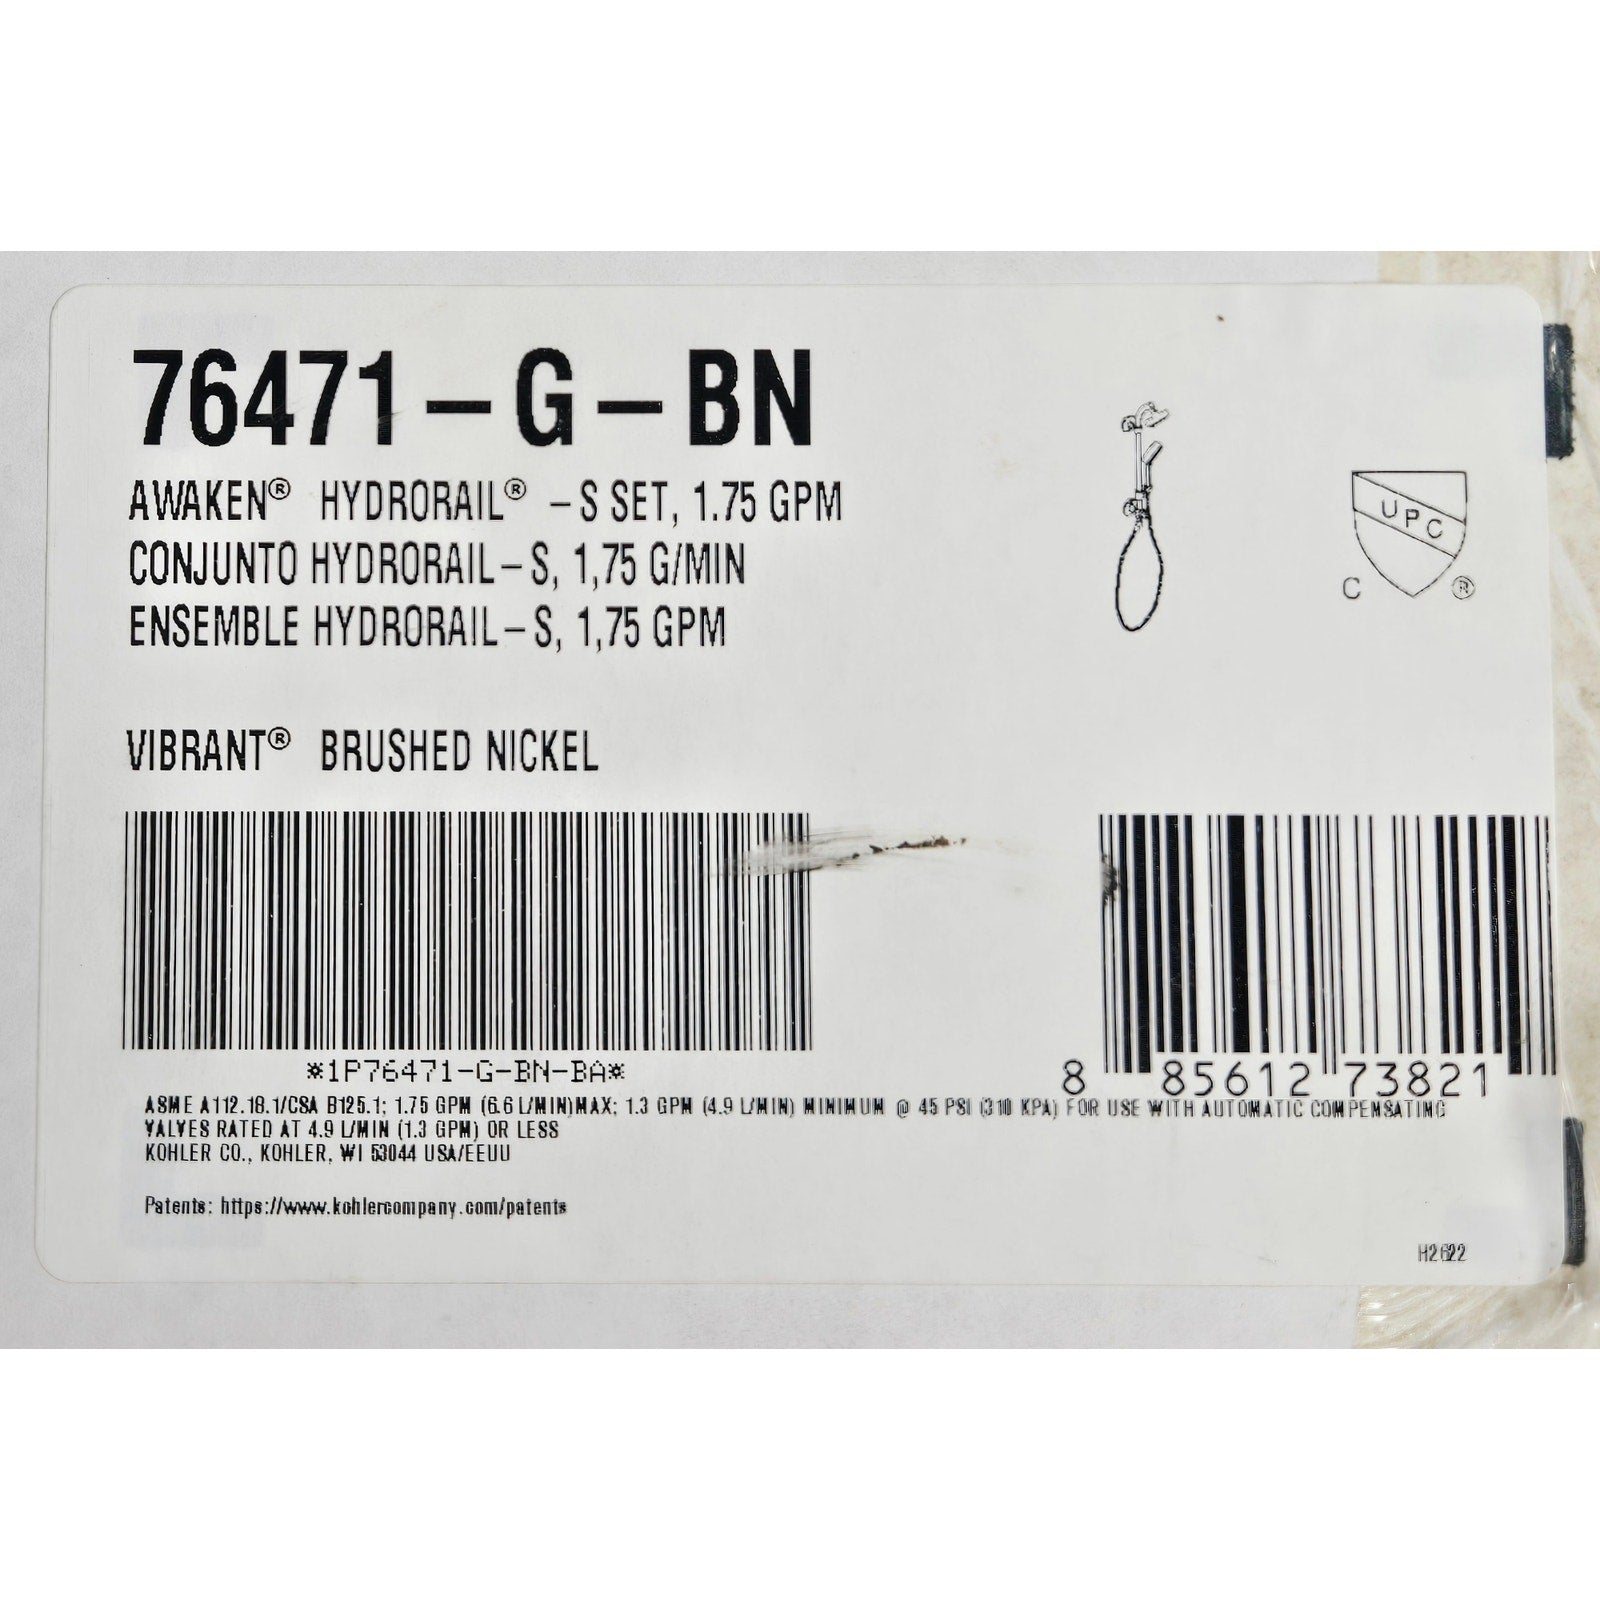 76471-G-BN
AWAKEN® HYDRORAIL® -S SET, 1.75 GPM
CONJUNTO HYDRORAIL-S, 1,75 G/MIN
ENSEMBLE HYDRORAIL-S, 1,75 GPM
UPC
C ®
VIBRANT® BRUSHED NICKEL
*1P76471-G-BN-BA*
8 85612 73821
ASME A112.18.1/CSA B125.1; 1.75 GPM (6.6 L/MIN)MAX; 1.3 GPM (4.9 L/MIN) MINIMUM @ 45 PSI (310 KPA) FOR USE WITH AUTOMATIC COMPENSATING
VALVES RATED AT 4.9 L/MIN (1.3 GPM) OR LESS
KOHLER CO., KOHLER, WI 53044 USA/EEUU
Patents: https://www.kohlercompany.com/patents
H2622